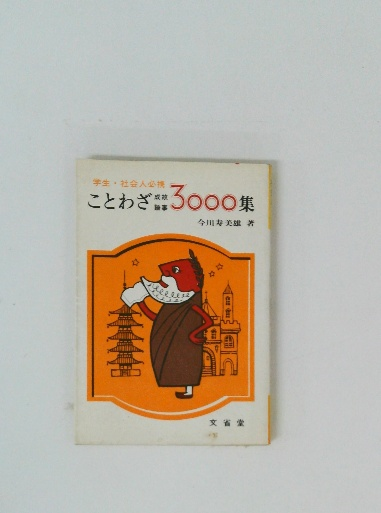 学生・社会人必携
ことわざ 故事 成語 3000集
今川寿美雄 著
文省堂